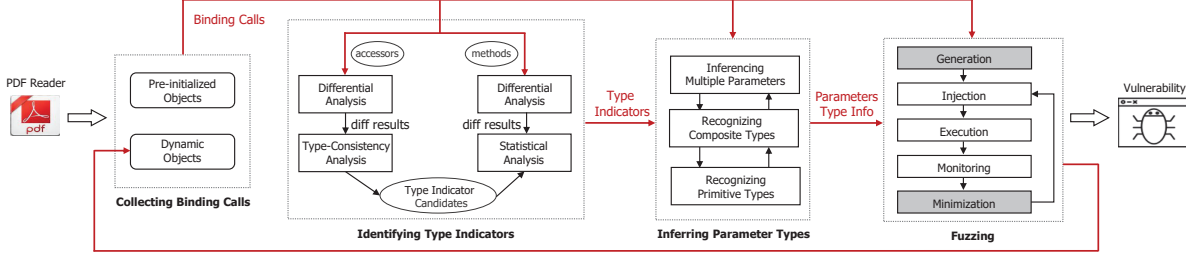 Binding Calls
PDF Reader
pdf
Pre-initialized
Objects
Dynamic
Objects
Collecting Binding Calls
accessors
methods
Differential
Analysis
Differential
Analysis
diff results
diff results
Type-Consistency
Analysis
Statistical
Analysis
Type Indicator
Candidates
Identifying Type Indicators
Type
Indicators
Inferencing
Multiple Parameters
Recognizing
Composite Types
Recognizing
Primitive Types
Inferring Parameter Types
Parameters
Type Info
Generation
Injection
Execution
Monitoring
Minimization
Fuzzing
Vulnerability